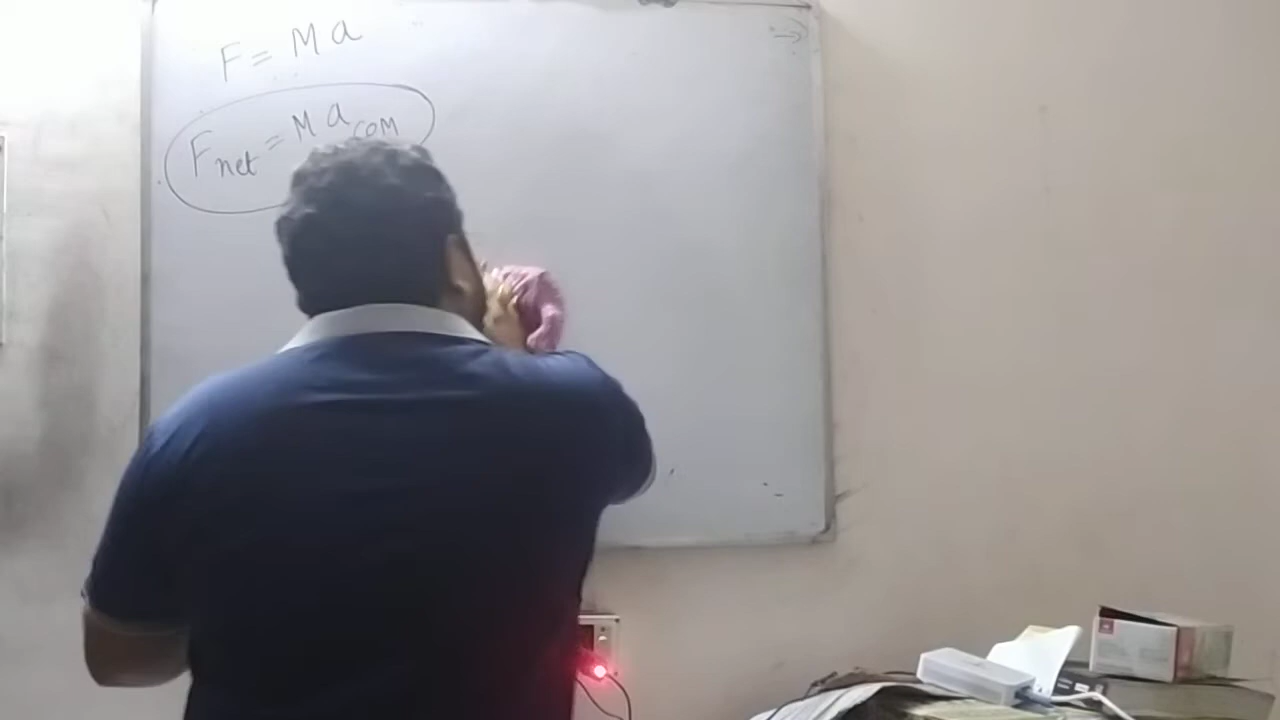 F = Ma
Fnet = Ma COM